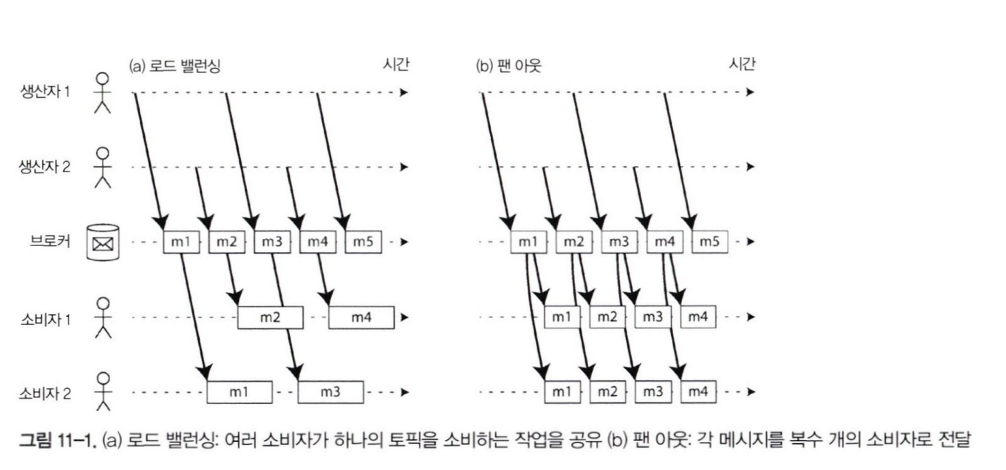 (a) 로드 밸런싱 시간 (b) 팬 아웃 시간
생산자 1
생산자 2
브로커 m1 m2 m3 m4 m5 m1 m2 m3 m4 m5
소비자 1 m2 m4 m1 m2 m3 m4
소비자 2 m1 m3 m1 m2 m3 m4
그림 11-1. (a) 로드 밸런싱: 여러 소비자가 하나의 토픽을 소비하는 작업을 공유 (b) 팬 아웃: 각 메시지를 복수 개의 소비자로 전달